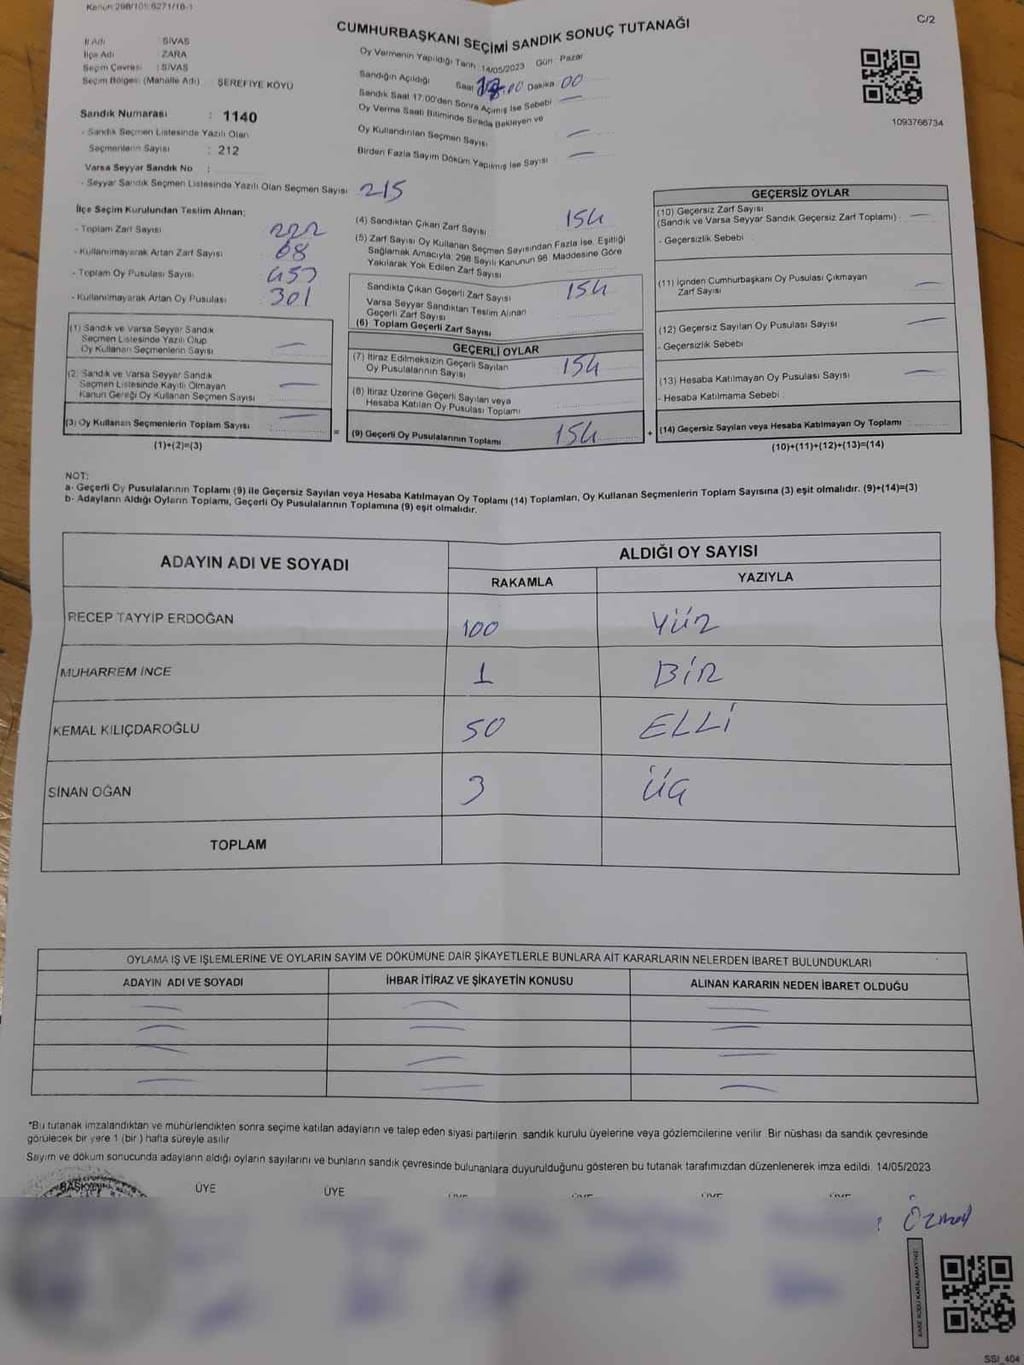 CUMHURBAŞKANI SEÇİMİ SANDIK SONUÇ TUTANAĞI
C/2
İl Adı : SİVAS
İlçe Adı : ZARA
Seçim Çevresi : SİVAS
Seçim Bölgesi (Mahalle Adı) : ŞEREFİYE KÖYÜ
Sandık Numarası : 1140
- Sandık Seçmen Listesinde Yazılı Olan
Seçmenlerin Sayısı : 212
Varsa Seyyar Sandık No :
- Seyyar Sandık Seçmen Listesinde Yazılı Olan Seçmen Sayısı 215
Oy Vermenin Yapıldığı Tarih 14/05/2023 Gün : Pazar
Sandığın Açıldığı Saat Dakika 00
Sandık Saat 17:00'den Sonra Açılmış İse Sebebi —
Oy Verme Saati Bitiminde Sırada Bekleyen ve
Oy Kullandırılan Seçmen Sayısı —
Birden Fazla Sayım Döküm Yapılmış İse Sayısı —
1093766734
İlçe Seçim Kurulundan Teslim Alınan;
- Toplam Zarf Sayısı 222
- Kullanılmayarak Artan Zarf Sayısı 68
- Toplam Oy Pusulası Sayısı
- Kullanılmayarak Artan Oy Pusulası 301
(1) Sandık ve Varsa Seyyar Sandık
Seçmen Listesinde Yazılı Olup
Oy Kullanan Seçmenlerin Sayısı —
(2) Sandık ve Varsa Seyyar Sandık
Seçmen Listesinde Kayıtlı Olmayan
Kanun Gereği Oy Kullanan Seçmen Sayısı —
(3) Oy Kullanan Seçmenlerin Toplam Sayısı —
(1)+(2)=(3)
(4) Sandıktan Çıkan Zarf Sayısı 154
(5) Zarf Sayısı Oy Kullanan Seçmen Sayısından Fazla İse, Eşitliği
Sağlamak Amacıyla, 298 Sayılı Kanunun 98. Maddesine Göre
Yakılarak Yok Edilen Zarf Sayısı
Sandıkta Çıkan Geçerli Zarf Sayısı 154
Varsa Seyyar Sandıktan Teslim Alınan
Geçerli Zarf Sayısı
(6) Toplam Geçerli Zarf Sayısı
GEÇERLİ OYLAR
(7) İtiraz Edilmeksizin Geçerli Sayılan
Oy Pusulalarının Sayısı 154
(8) İtiraz Üzerine Geçerli Sayılan veya
Hesaba Katılan Oy Pusulası Toplamı
= (9) Geçerli Oy Pusulalarının Toplamı 154 +
GEÇERSİZ OYLAR
(10) Geçersiz Zarf Sayısı —
(Sandık ve Varsa Seyyar Sandık Geçersiz Zarf Toplamı)
- Geçersizlik Sebebi
(11) İçinden Cumhurbaşkanı Oy Pusulası Çıkmayan
Zarf Sayısı —
(12) Geçersiz Sayılan Oy Pusulası Sayısı —
- Geçersizlik Sebebi
(13) Hesaba Katılmayan Oy Pusulası Sayısı —
- Hesaba Katılmama Sebebi
(14) Geçersiz Sayılan veya Hesaba Katılmayan Oy Toplamı
(10)+(11)+(12)+(13)=(14)
NOT:
a- Geçerli Oy Pusulalarının Toplamı (9) ile Geçersiz Sayılan veya Hesaba Katılmayan Oy Toplamı (14) Toplamları, Oy Kullanan Seçmenlerin Toplam Sayısına (3) eşit olmalıdır. (9)+(14)=(3)
b- Adayların Aldığı Oyların Toplamı, Geçerli Oy Pusulalarının Toplamına (9) eşit olmalıdır.
ADAYIN ADI VE SOYADI
ALDIĞI OY SAYISI
RAKAMLA YAZIYLA
RECEP TAYYİP ERDOĞAN 100 YÜZ
MUHARREM İNCE 1 BİR
KEMAL KILIÇDAROĞLU 50 ELLİ
SİNAN OĞAN 3 ÜÇ
TOPLAM
OYLAMA İŞ VE İŞLEMLERİNE VE OYLARIN SAYIM VE DÖKÜMÜNE DAİR ŞİKAYETLERLE BUNLARA AİT KARARLARIN NELERDEN İBARET BULUNDUKLARI
ADAYIN ADI VE SOYADI İHBAR İTİRAZ VE ŞİKAYETİN KONUSU ALINAN KARARIN NEDEN İBARET OLDUĞU
*Bu tutanak imzalandıktan ve mühürlendikten sonra seçime katılan adayların ve talep eden siyasi partilerin sandık kurulu üyelerine veya gözlemcilerine verilir. Bir nüshası da sandık çevresinde
görülecek bir yere 1 (bir) hafta süreyle asılır
Sayım ve döküm sonucunda adayların aldığı oyların sayılarını ve bunların sandık çevresinde bulunanlara duyurulduğunu gösteren bu tutanak tarafımızdan düzenlenerek imza edildi. 14/05/2023
BAŞKAN ÜYE ÜYE
SSI_404